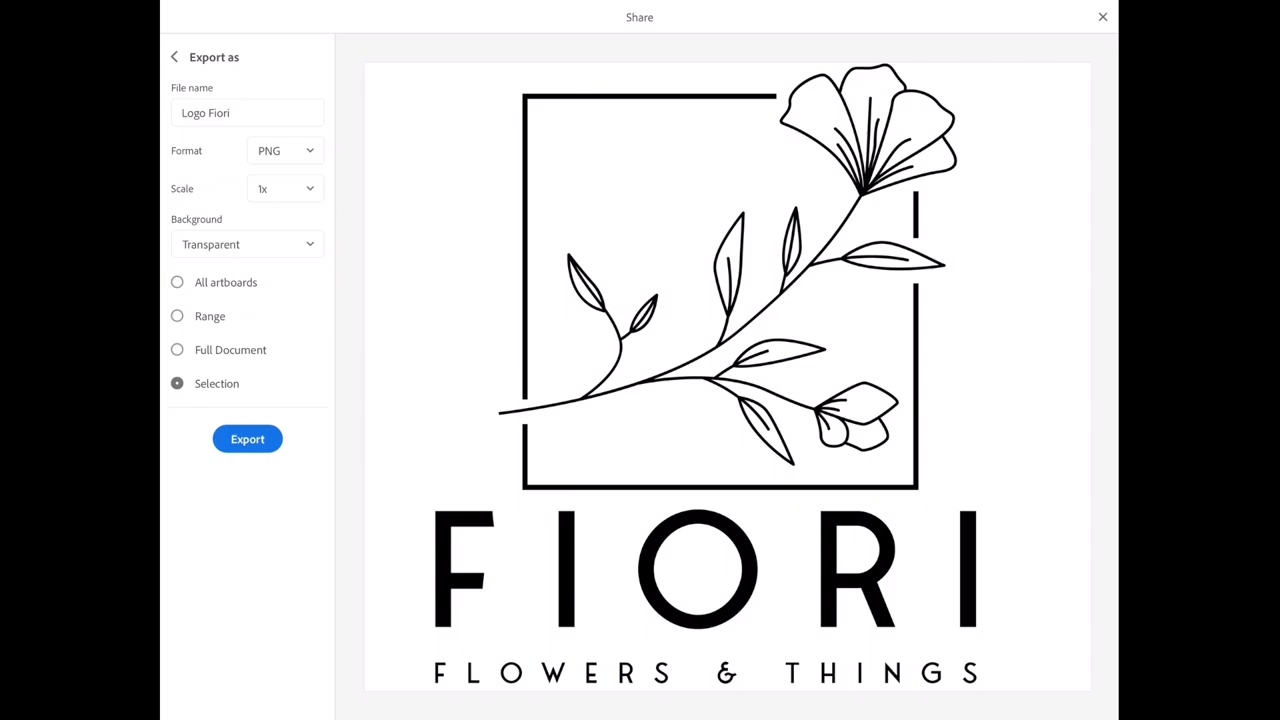 Share
Export as
File name
Logo Fiori
Format PNG
Scale 1x
Background
Transparent
All artboards
Range
Full Document
Selection
Export
FIORI
FLOWERS & THINGS